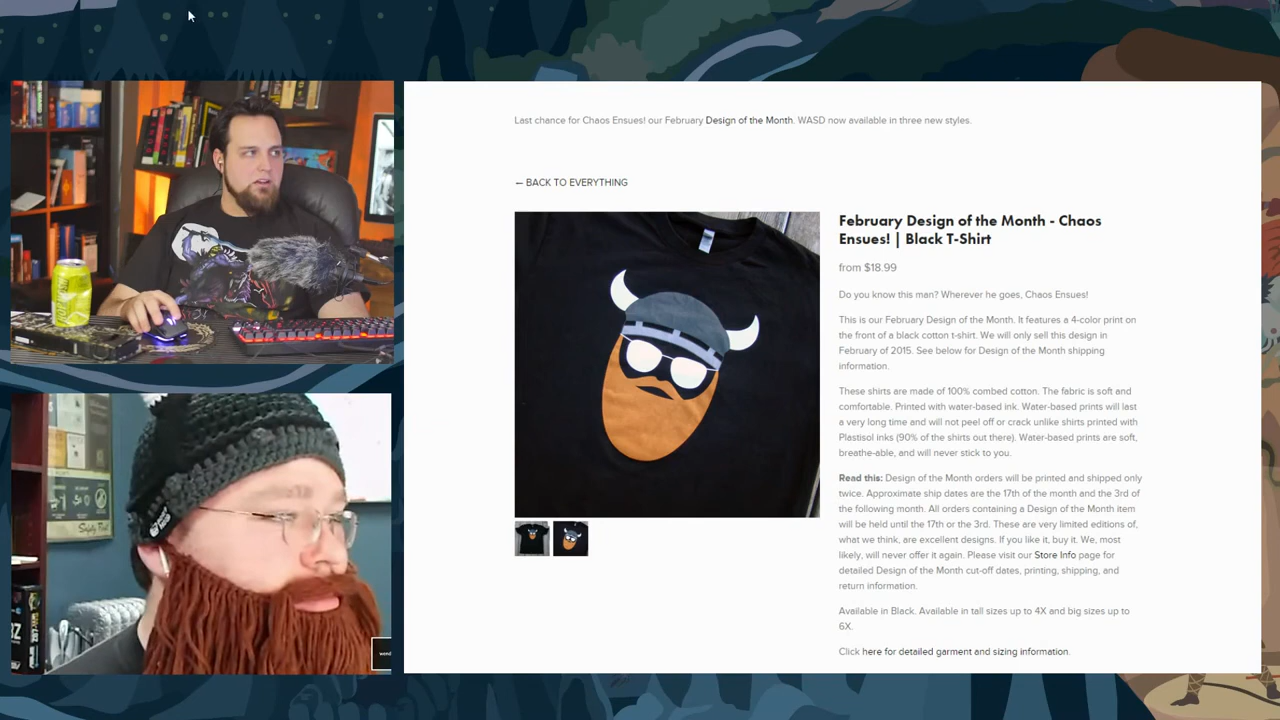 Last chance for Chaos Ensues! our February Design of the Month. WASD now available in three new styles.
← BACK TO EVERYTHING
February Design of the Month - Chaos
Ensues! | Black T-Shirt
from $18.99
Do you know this man? Wherever he goes, Chaos Ensues!
This is our February Design of the Month. It features a 4-color print on
the front of a black cotton t-shirt. We will only sell this design in
February of 2015. See below for Design of the Month shipping
information.
These shirts are made of 100% combed cotton. The fabric is soft and
comfortable. Printed with water-based ink. Water-based prints will last
a very long time and will not peel off or crack unlike shirts printed with
Plastisol inks (90% of the shirts out there). Water-based prints are soft,
breathe-able, and will never stick to you.
Read this: Design of the Month orders will be printed and shipped only
twice. Approximate ship dates are the 17th of the month and the 3rd of
the following month. All orders containing a Design of the Month item
will be held until the 17th or the 3rd. These are very limited editions of,
what we think, are excellent designs. If you like it, buy it. We, most
likely, will never offer it again. Please visit our Store Info page for
detailed Design of the Month cut-off dates, printing, shipping, and
return information.
Available in Black. Available in tall sizes up to 4X and big sizes up to
6X.
Click here for detailed garment and sizing information.
Safety First